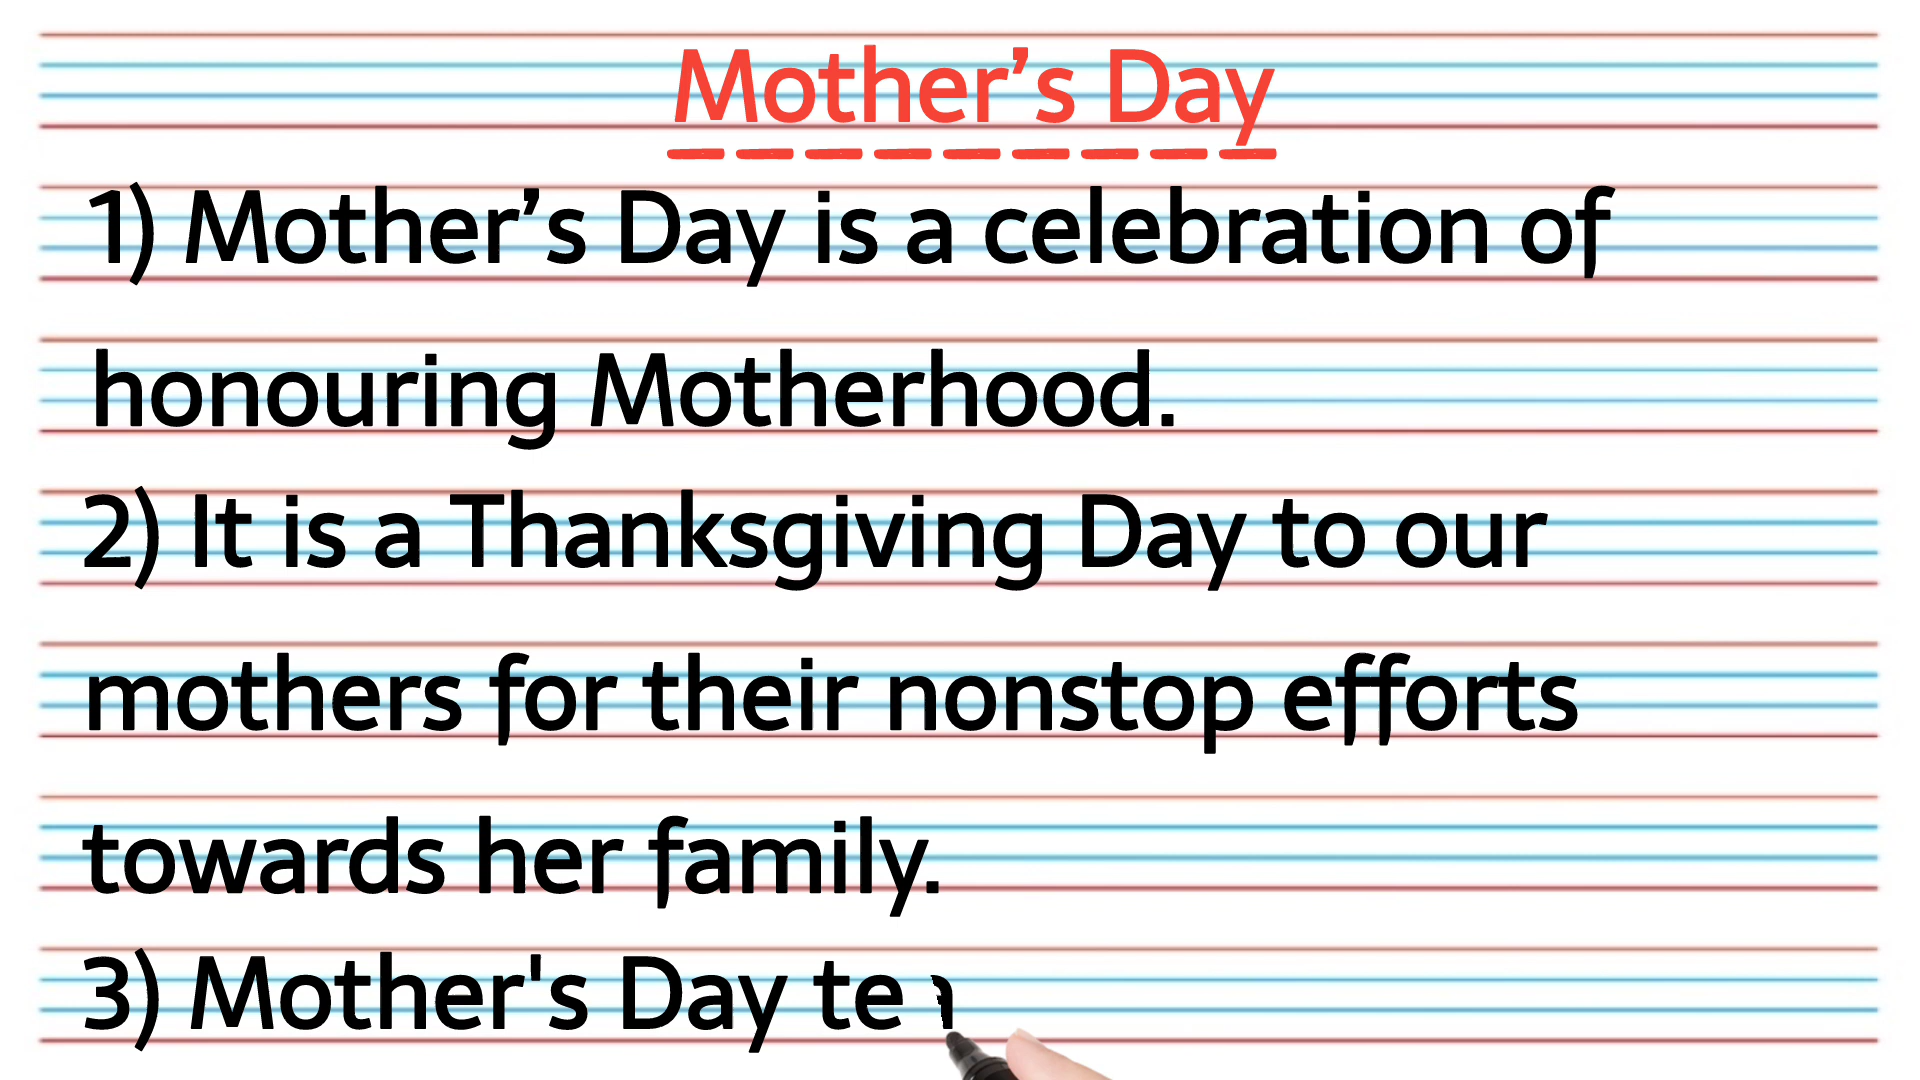 Mother’s Day
1) Mother’s Day is a celebration of
honouring Motherhood.
2) It is a Thanksgiving Day to our
mothers for their nonstop efforts
towards her family.
3) Mother's Day